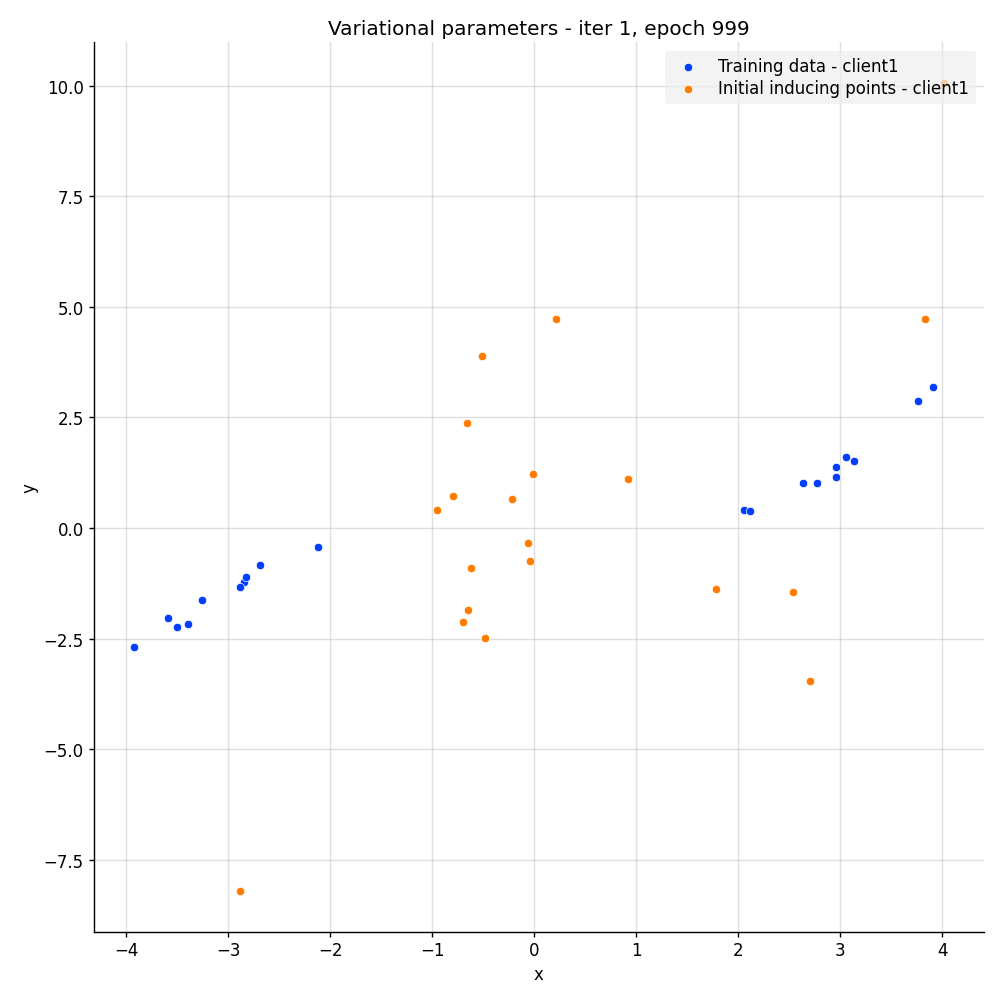 Variational parameters - iter 1, epoch 999
Training data - client1
Initial inducing points - client1
10.0
7.5
5.0
2.5
0.0
−2.5
−5.0
−7.5
y
−4 −3 −2 −1 0 1 2 3 4
x